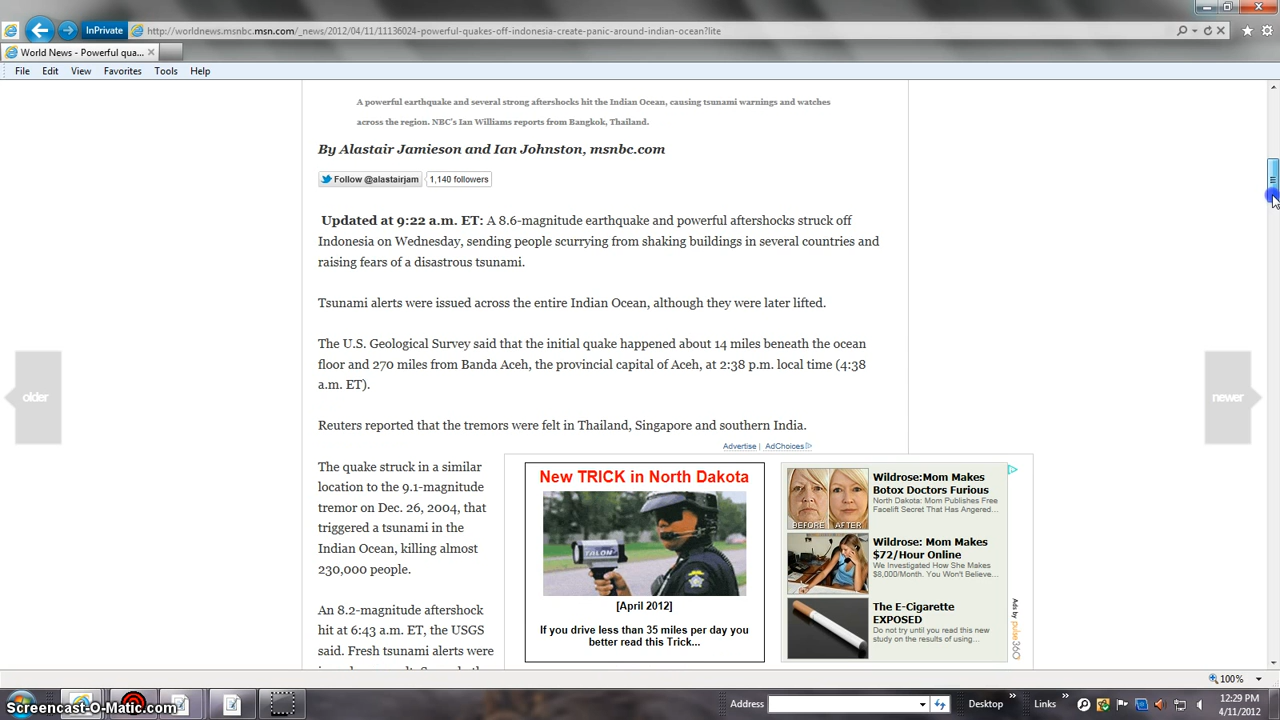 InPrivate
http://worldnews.msnbc.msn.com/_news/2012/04/11/11136024-powerful-quakes-off-indonesia-create-panic-around-indian-ocean?lite
World News - Powerful qua...
File Edit View Favorites Tools Help
A powerful earthquake and several strong aftershocks hit the Indian Ocean, causing tsunami warnings and watches
across the region. NBC's Ian Williams reports from Bangkok, Thailand.
By Alastair Jamieson and Ian Johnston, msnbc.com
Follow @alastairjam 1,140 followers
Updated at 9:22 a.m. ET: A 8.6-magnitude earthquake and powerful aftershocks struck off
Indonesia on Wednesday, sending people scurrying from shaking buildings in several countries and
raising fears of a disastrous tsunami.
Tsunami alerts were issued across the entire Indian Ocean, although they were later lifted.
The U.S. Geological Survey said that the initial quake happened about 14 miles beneath the ocean
floor and 270 miles from Banda Aceh, the provincial capital of Aceh, at 2:38 p.m. local time (4:38
a.m. ET).
older
newer
Reuters reported that the tremors were felt in Thailand, Singapore and southern India.
Advertise | AdChoices
The quake struck in a similar
location to the 9.1-magnitude
tremor on Dec. 26, 2004, that
triggered a tsunami in the
Indian Ocean, killing almost
230,000 people.
An 8.2-magnitude aftershock
hit at 6:43 a.m. ET, the USGS
said. Fresh tsunami alerts were
New TRICK in North Dakota
TALON
[April 2012]
If you drive less than 35 miles per day you
better read this Trick...
BEFORE AFTER
Wildrose:Mom Makes
Botox Doctors Furious
North Dakota: Mom Publishes Free
Facelift Secret That Has Angered...
Wildrose: Mom Makes
$72/Hour Online
We Investigated How She Makes
$8,000/Month. You Won't Believe...
The E-Cigarette
EXPOSED
Do not try until you read this new
study on the results of using...
Ads by pulse360
100%
Screencast-O-Matic.com
Address
Desktop
Links
12:29 PM
4/11/2012